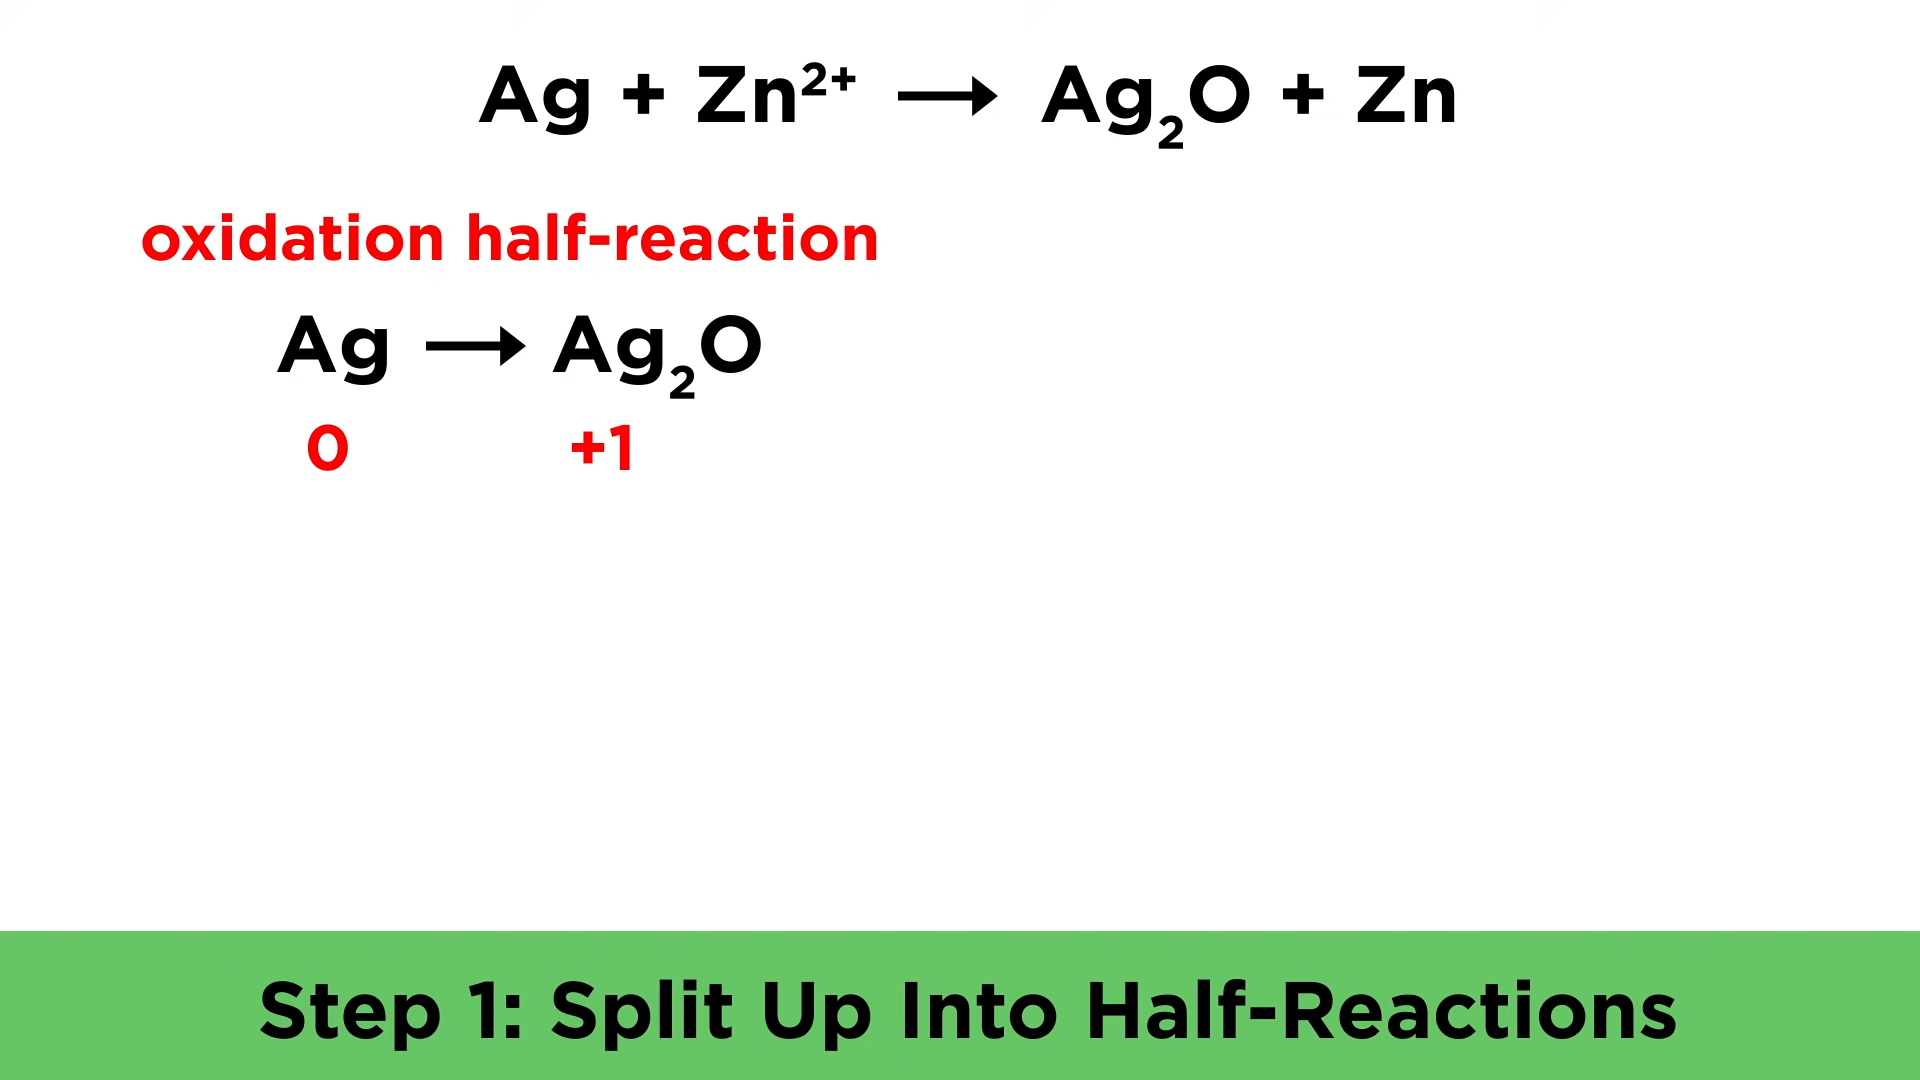 Ag + Zn²⁺ ⟶ Ag₂O + Zn
oxidation half-reaction
Ag ⟶ Ag₂O
0 +1
Step 1: Split Up Into Half-Reactions